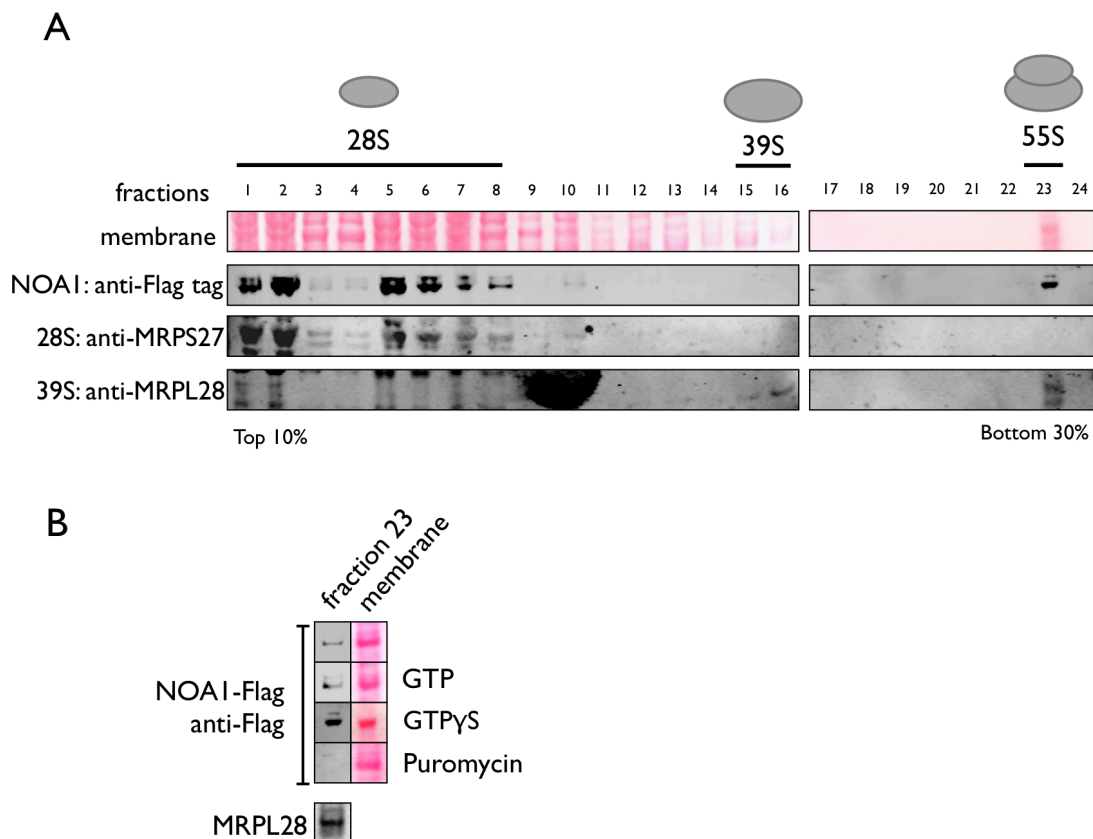 A
28S
39S
55S
fractions 1 2 3 4 5 6 7 8 9 10 11 12 13 14 15 16 17 18 19 20 21 22 23 24
membrane
NOA1: anti-Flag tag
28S: anti-MRPS27
39S: anti-MRPL28
Top 10%
Bottom 30%
B
fraction 23
membrane
NOA1-Flag
anti-Flag
GTP
GTPγS
Puromycin
MRPL28